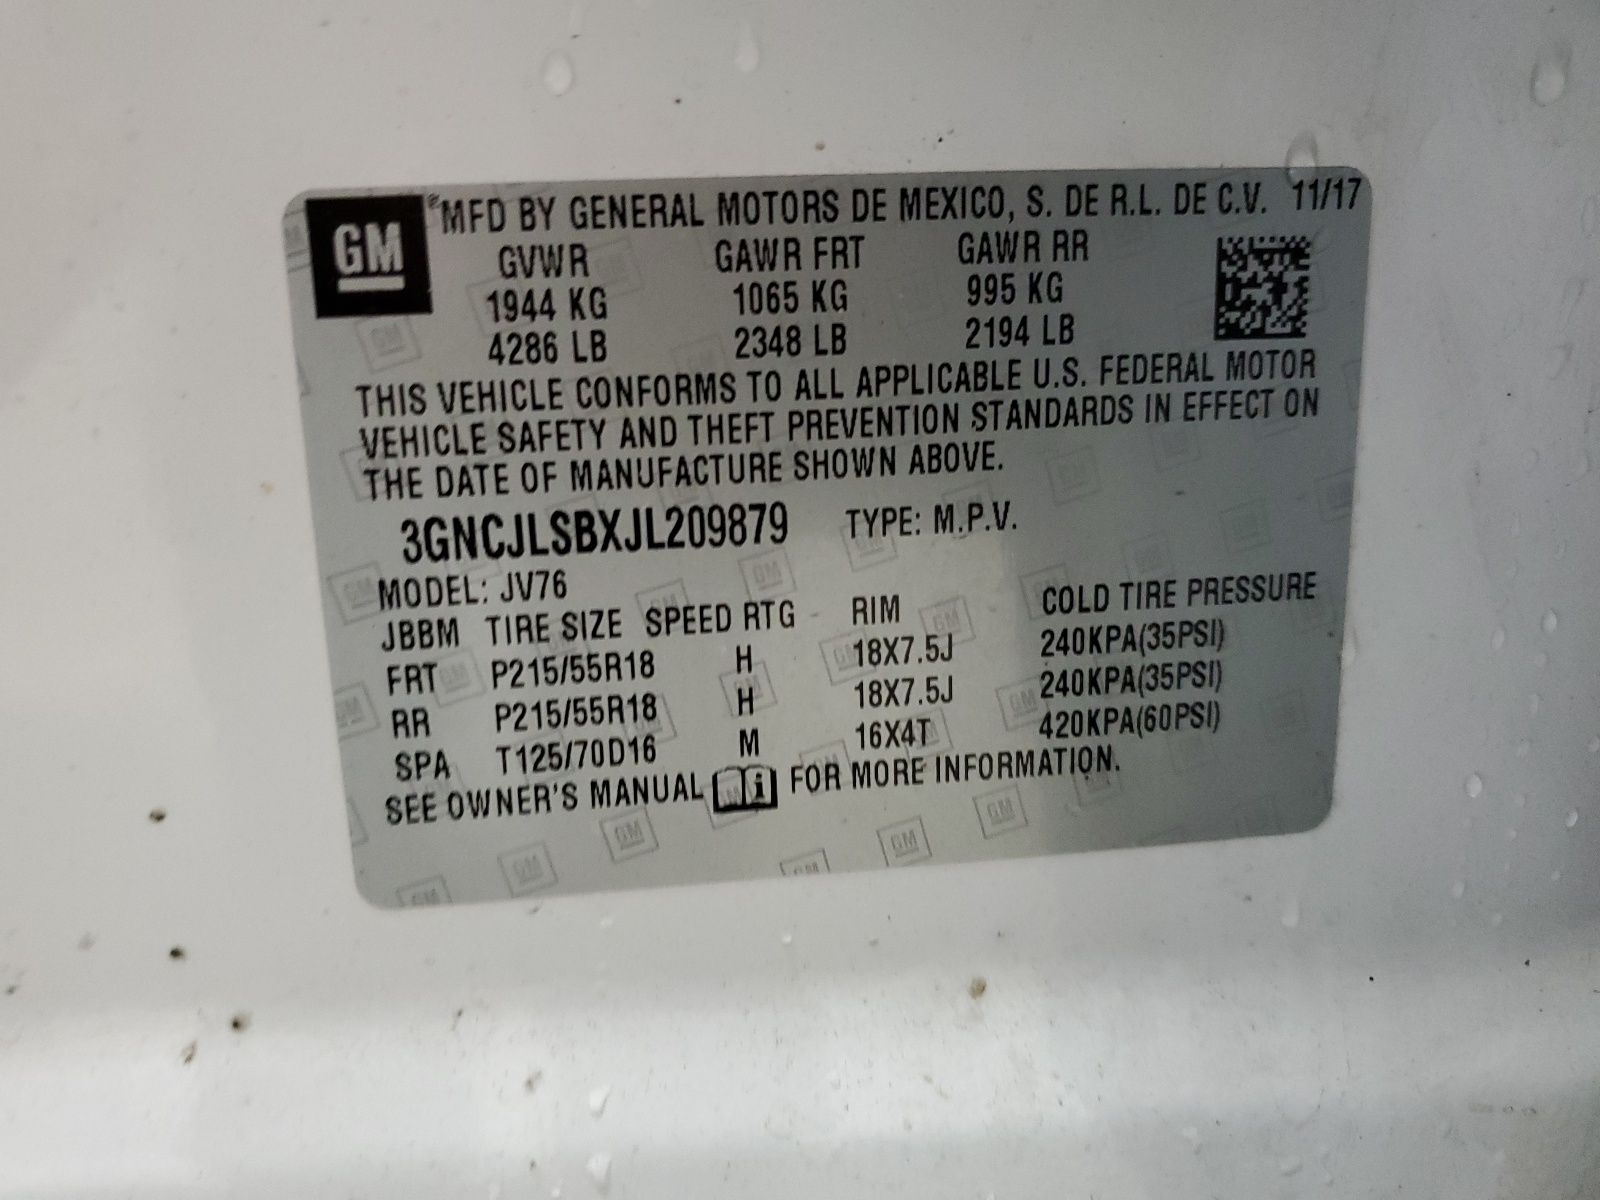 GM
MFD BY GENERAL MOTORS DE MEXICO, S. DE R.L. DE C.V. 11/17
GVWR GAWR FRT GAWR RR
1944 KG 1065 KG 995 KG
4286 LB 2348 LB 2194 LB
THIS VEHICLE CONFORMS TO ALL APPLICABLE U.S. FEDERAL MOTOR
VEHICLE SAFETY AND THEFT PREVENTION STANDARDS IN EFFECT ON
THE DATE OF MANUFACTURE SHOWN ABOVE.
3GNCJLSBXJL209879 TYPE: M.P.V.
MODEL: JV76
JBBM TIRE SIZE SPEED RTG RIM COLD TIRE PRESSURE
FRT P215/55R18 H 18X7.5J 240KPA(35PSI)
RR P215/55R18 H 18X7.5J 240KPA(35PSI)
SPA T125/70D16 M 16X4T 420KPA(60PSI)
SEE OWNER'S MANUAL i FOR MORE INFORMATION.